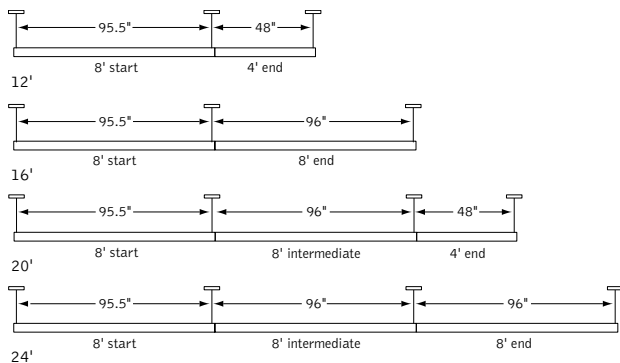 95.5" 48"
8' start 4' end
12'
95.5" 96"
8' start 8' end
16'
95.5" 96" 48"
8' start 8' intermediate 4' end
20'
95.5" 96" 96"
8' start 8' intermediate 8' end
24'